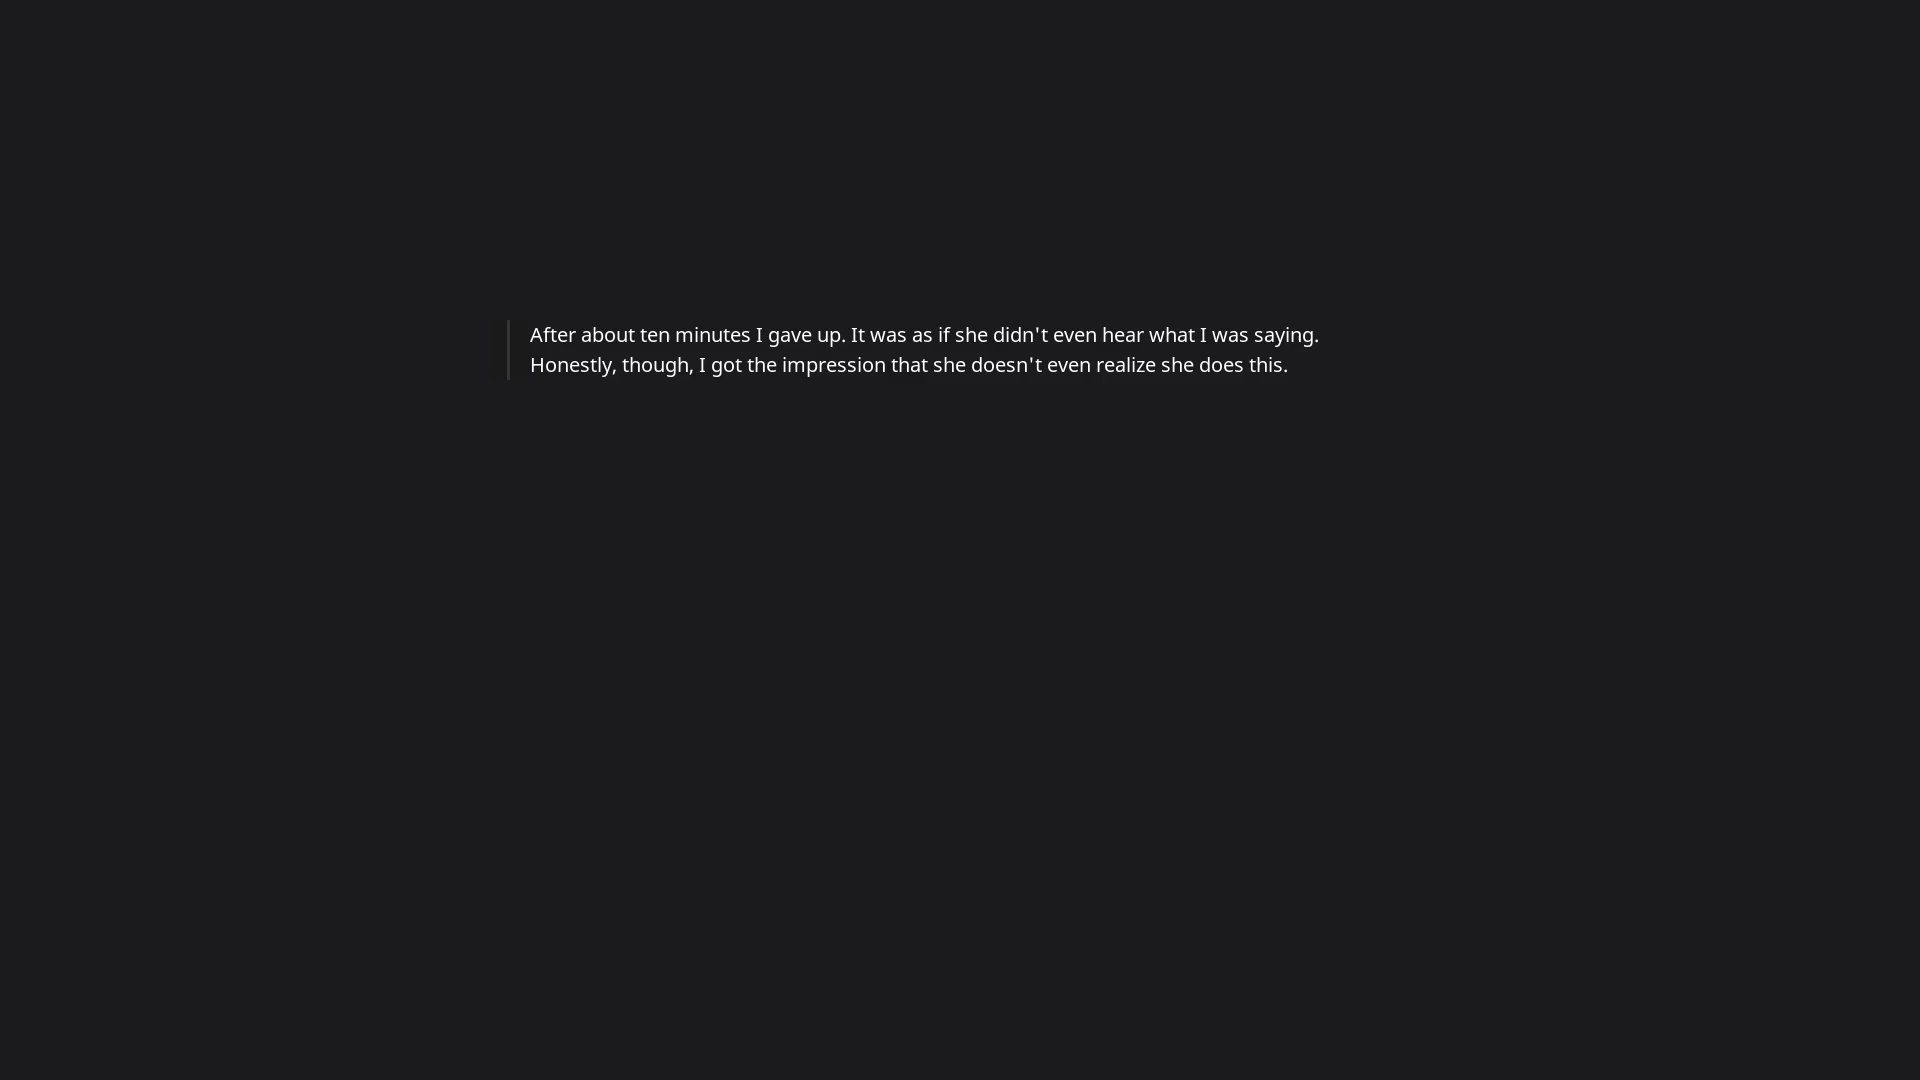 After about ten minutes I gave up. It was as if she didn't even hear what I was saying.
Honestly, though, I got the impression that she doesn't even realize she does this.